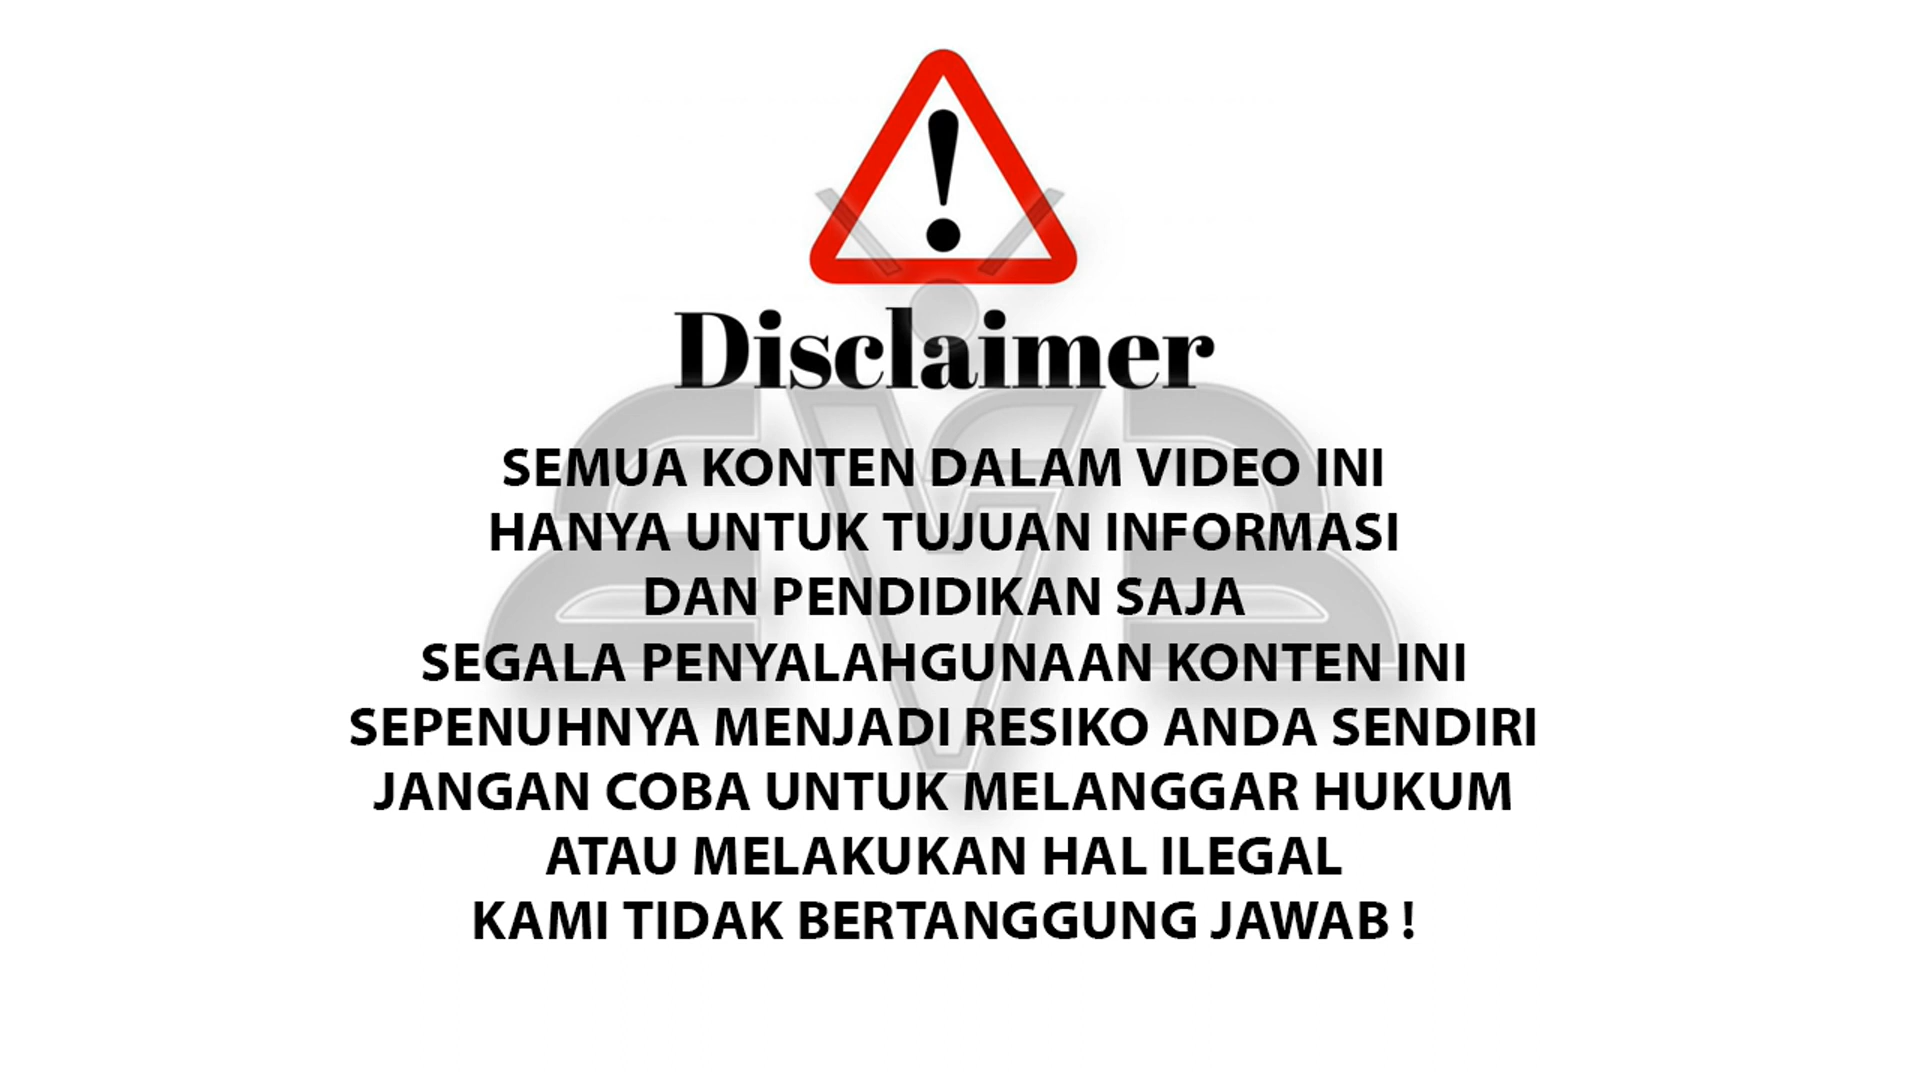 Disclaimer
SEMUA KONTEN DALAM VIDEO INI
HANYA UNTUK TUJUAN INFORMASI
DAN PENDIDIKAN SAJA
SEGALA PENYALAHGUNAAN KONTEN INI
SEPENUHNYA MENJADI RESIKO ANDA SENDIRI
JANGAN COBA UNTUK MELANGGAR HUKUM
ATAU MELAKUKAN HAL ILEGAL
KAMI TIDAK BERTANGGUNG JAWAB !